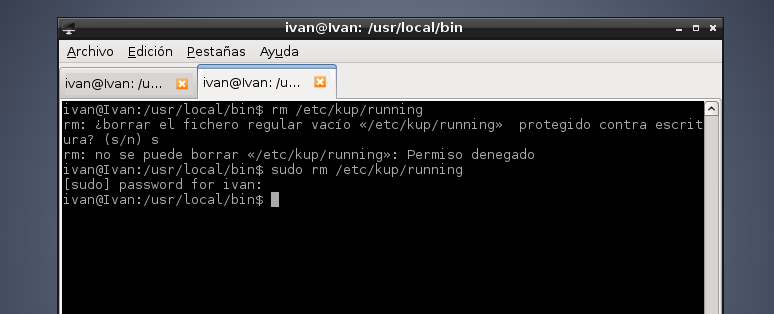 ivan@Ivan: /usr/local/bin
Archivo Edición Pestañas Ayuda
ivan@Ivan: /u... ivan@Ivan: /u...
ivan@Ivan:/usr/local/bin$ rm /etc/kup/running
rm: ¿borrar el fichero regular vacío «/etc/kup/running»  protegido contra escrit
ura? (s/n) s
rm: no se puede borrar «/etc/kup/running»: Permiso denegado
ivan@Ivan:/usr/local/bin$ sudo rm /etc/kup/running
[sudo] password for ivan:
ivan@Ivan:/usr/local/bin$